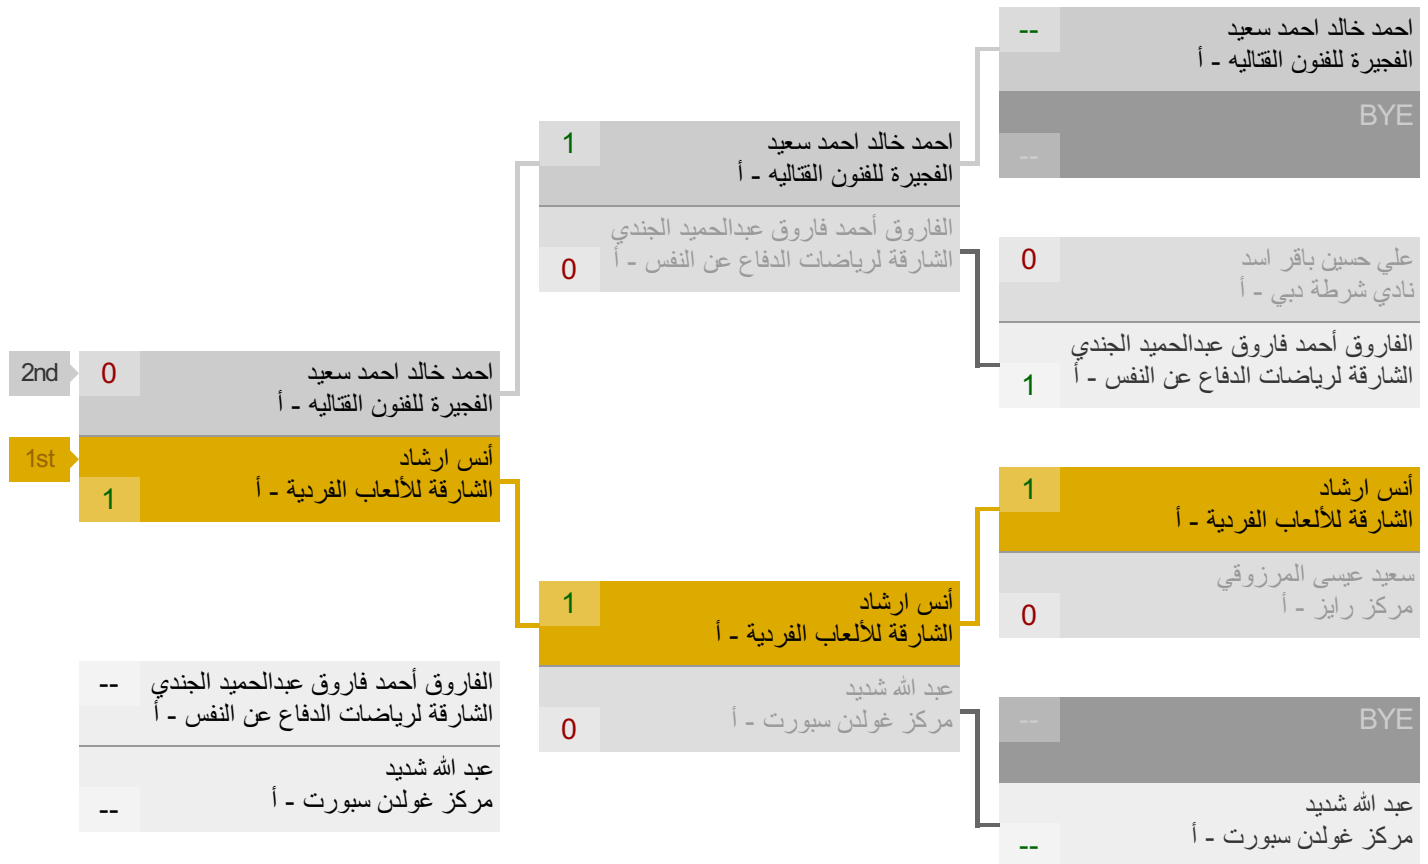 --
احمد خالد احمد سعيد
الفجيرة للفنون القتاليه - أ
BYE
--
1
احمد خالد احمد سعيد
الفجيرة للفنون القتاليه - أ
الفاروق أحمد فاروق عبدالحميد الجندي
الشارقة لرياضات الدفاع عن النفس - أ
0
0
علي حسين باقر اسد
نادي شرطة دبي - أ
الفاروق أحمد فاروق عبدالحميد الجندي
الشارقة لرياضات الدفاع عن النفس - أ
1
2nd
0
احمد خالد احمد سعيد
الفجيرة للفنون القتاليه - أ
1st
أنس ارشاد
الشارقة للألعاب الفردية - أ
1
1
أنس ارشاد
الشارقة للألعاب الفردية - أ
سعيد عيسى المرزوقي
مركز رايز - أ
0
1
أنس ارشاد
الشارقة للألعاب الفردية - أ
عبد الله شديد
مركز غولدن سبورت - أ
0
--
الفاروق أحمد فاروق عبدالحميد الجندي
الشارقة لرياضات الدفاع عن النفس - أ
عبد الله شديد
مركز غولدن سبورت - أ
--
--
BYE
عبد الله شديد
مركز غولدن سبورت - أ
--